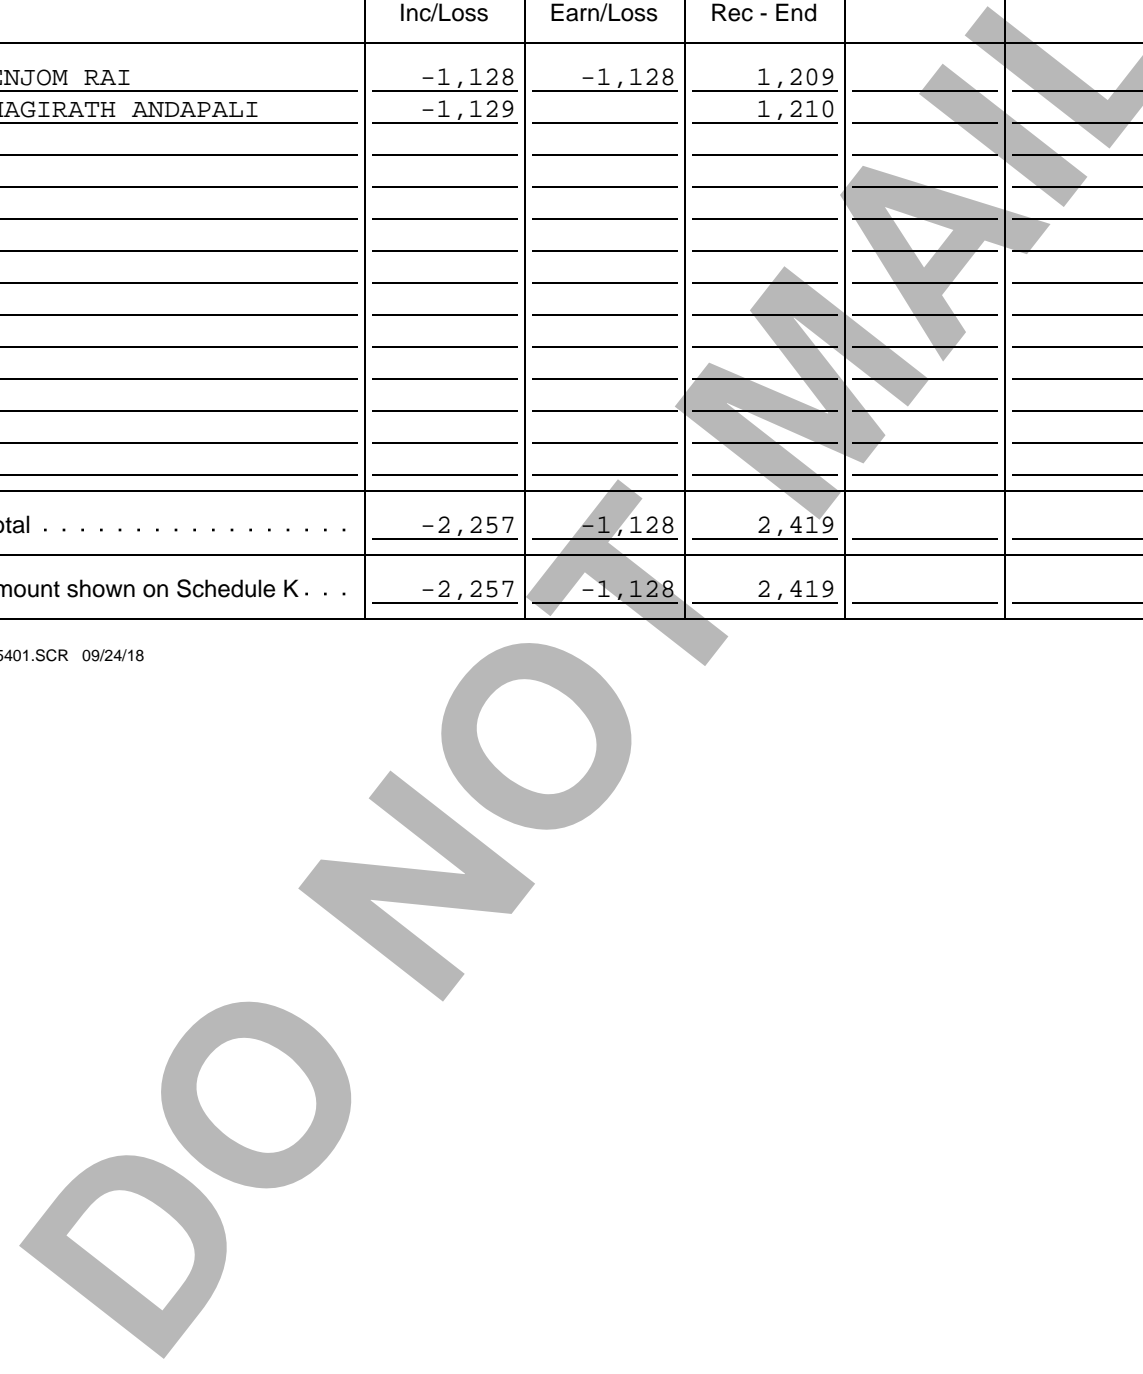 Inc/Loss Earn/Loss Rec - End
ENJOM RAI -1,128 -1,128 1,209
HAGIRATH ANDAPALI -1,129 1,210
otal . . . . . . . . . . . . . . . . . -2,257 -1,128 2,419
mount shown on Schedule K . . . -2,257 -1,128 2,419
5401.SCR 09/24/18
DO NOT MAIL